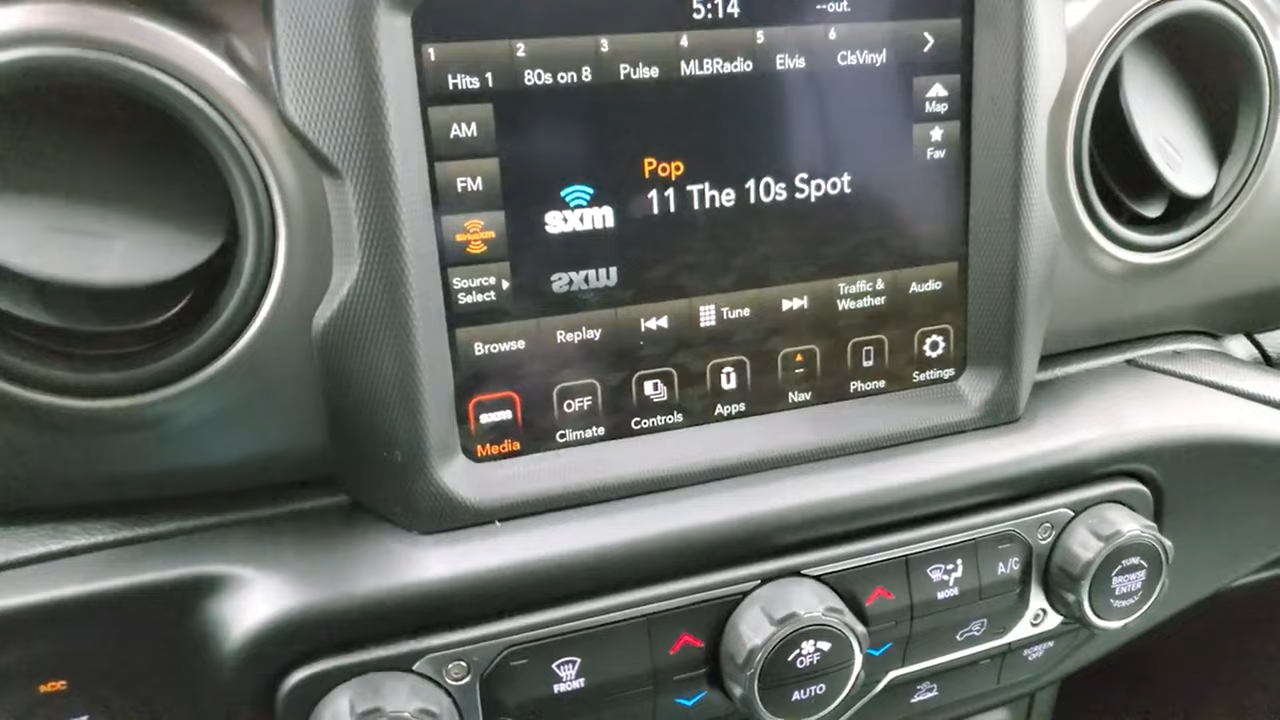 5:14
--out.
1 Hits 1
2 80s on 8
3 Pulse
4 MLBRadio
5 Elvis
6 ClsVinyl
AM
FM
siriusxm
Source
Select
sxm
Pop
11 The 10s Spot
Map
Fav
Browse
Replay
Tune
Traffic &
Weather
Audio
sxm
Media
OFF
Climate
Controls
Apps
Nav
Phone
Settings
FRONT
OFF
AUTO
MODE
A/C
SCREEN
OFF
TUNE
BROWSE
ENTER
SCROLL
ACC